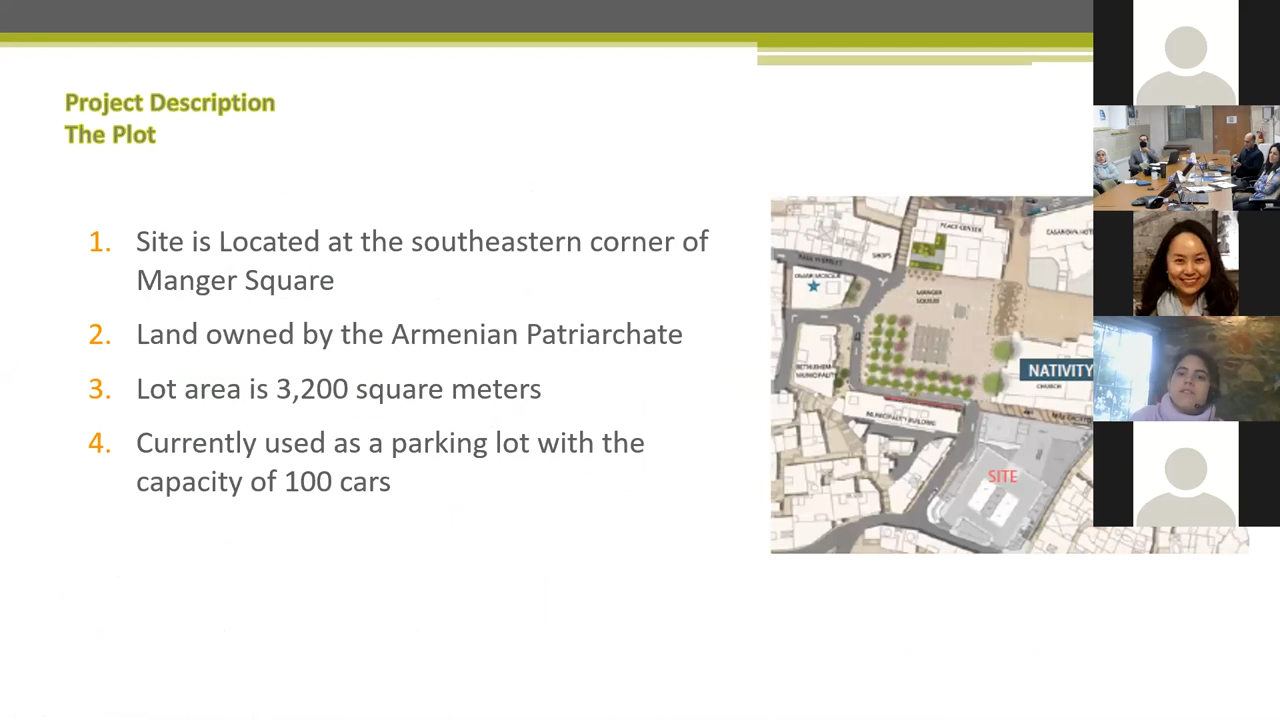 Project Description
The Plot
1. Site is Located at the southeastern corner of
Manger Square
2. Land owned by the Armenian Patriarchate
3. Lot area is 3,200 square meters
4. Currently used as a parking lot with the
capacity of 100 cars
PEACE CENTER
SHOPS
MANGER
SQUARE
BETHLEHEM
MUNICIPALITY
NATIVITY
CHURCH
MUNICIPALITY BUILDING
SITE